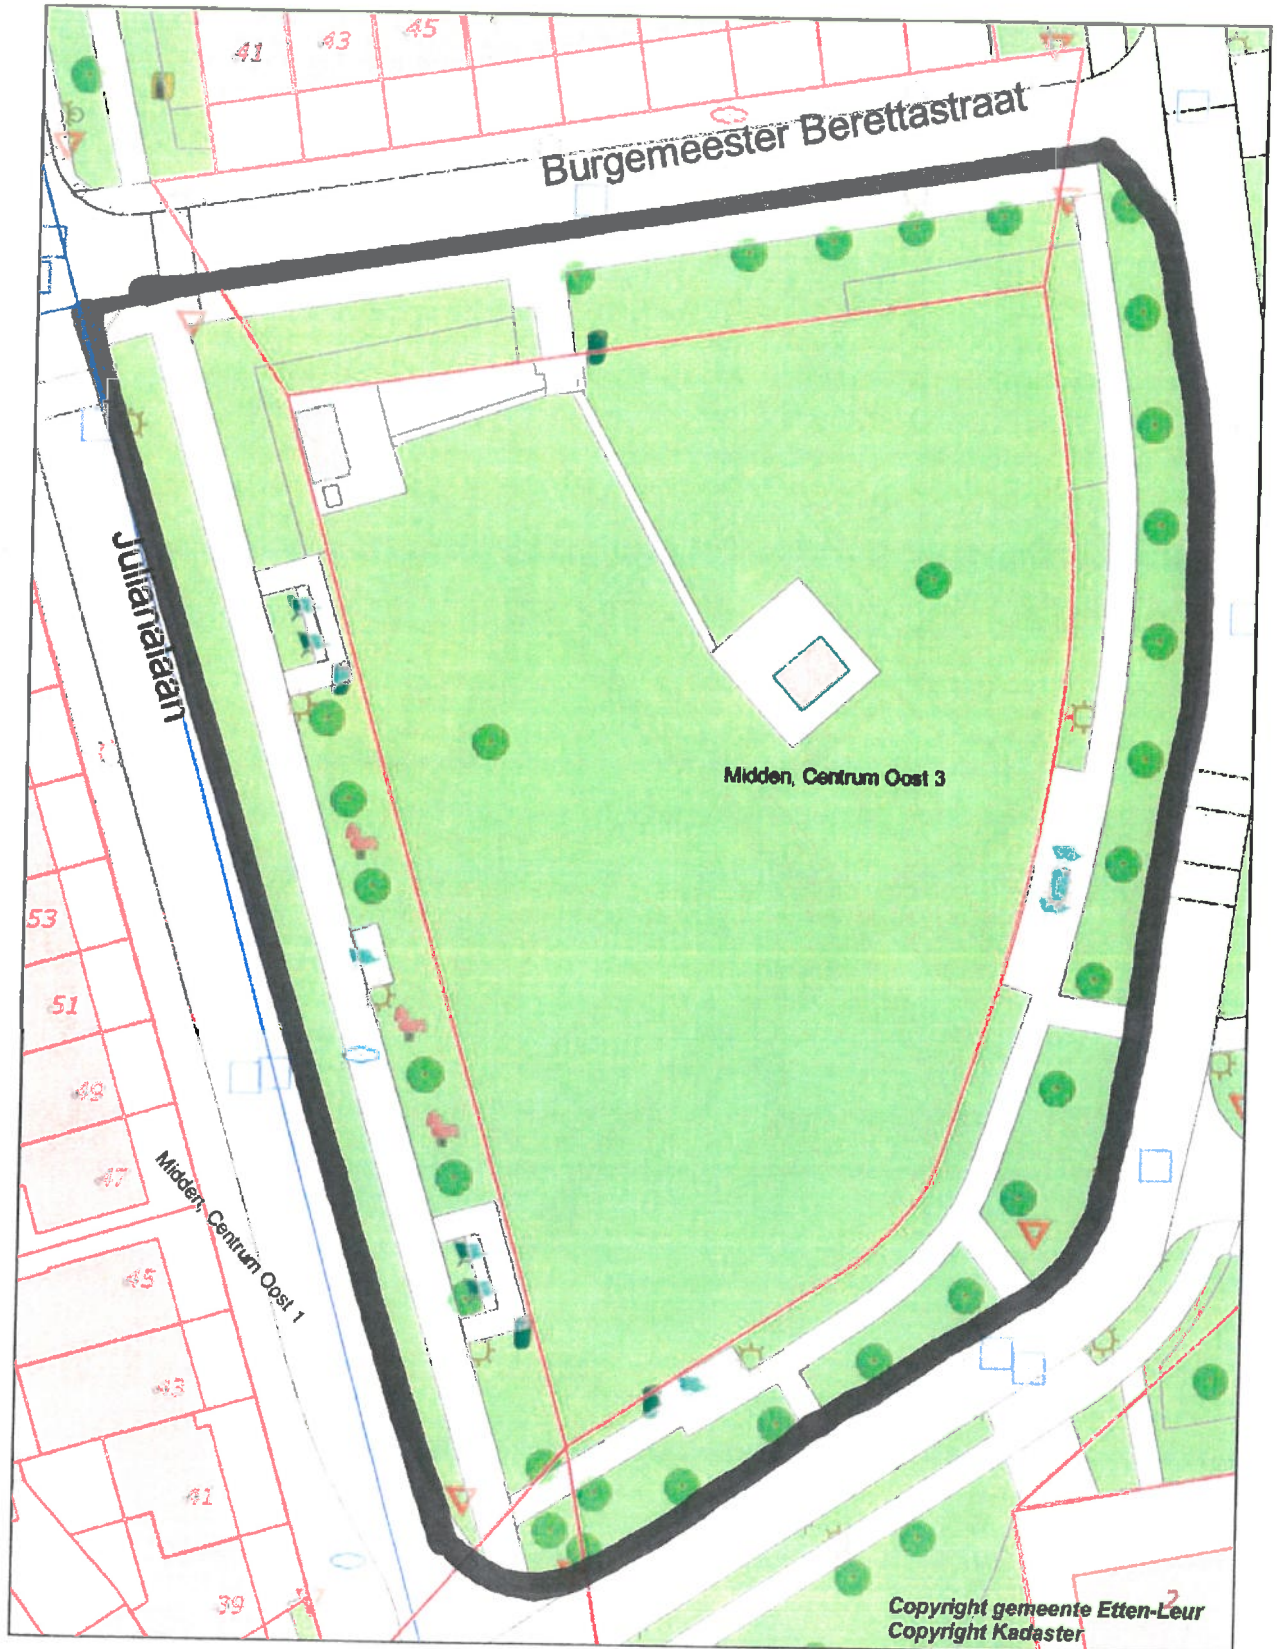 41
43
45
Burgemeester Berettastraat
Julianalaan
Midden, Centrum Oost 3
53
51
49
47
Midden, Centrum Oost 1
45
43
41
39
2
Copyright gemeente Etten-Leur
Copyright Kadaster